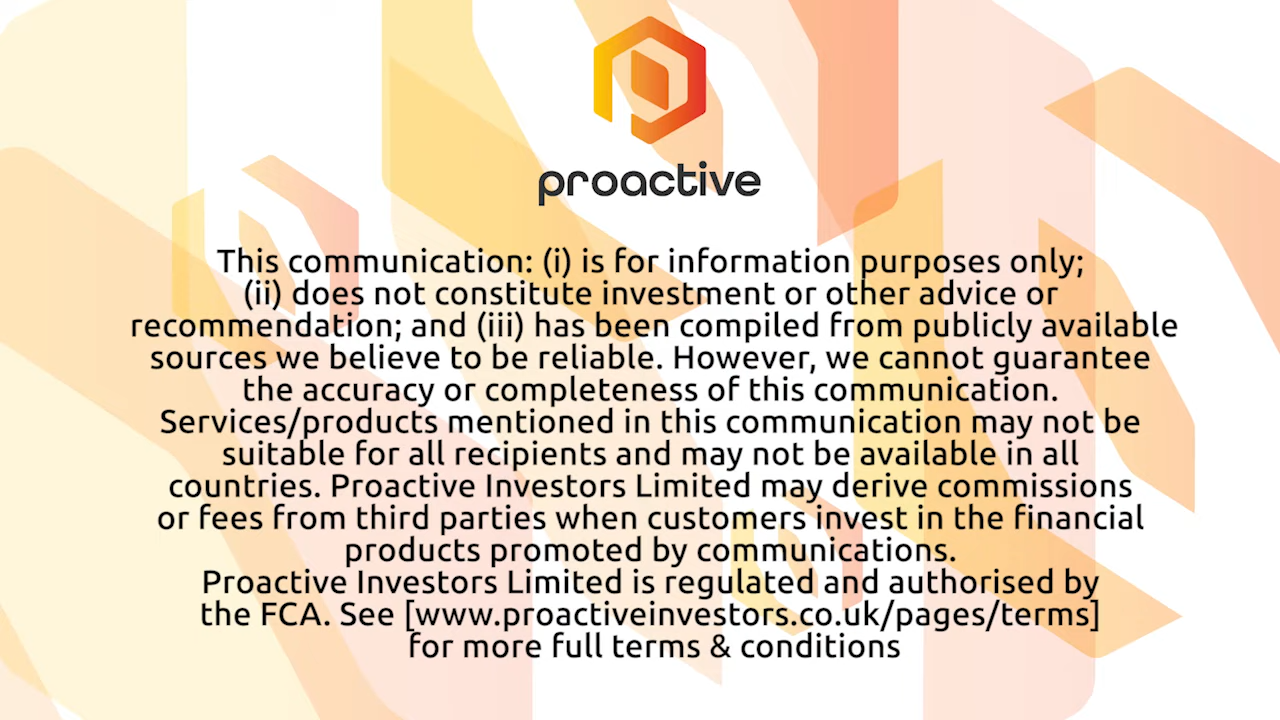 proactive
This communication: (i) is for information purposes only;
(ii) does not constitute investment or other advice or
recommendation; and (iii) has been compiled from publicly available
sources we believe to be reliable. However, we cannot guarantee
the accuracy or completeness of this communication.
Services/products mentioned in this communication may not be
suitable for all recipients and may not be available in all
countries. Proactive Investors Limited may derive commissions
or fees from third parties when customers invest in the financial
products promoted by communications.
Proactive Investors Limited is regulated and authorised by
the FCA. See [www.proactiveinvestors.co.uk/pages/terms]
for more full terms & conditions